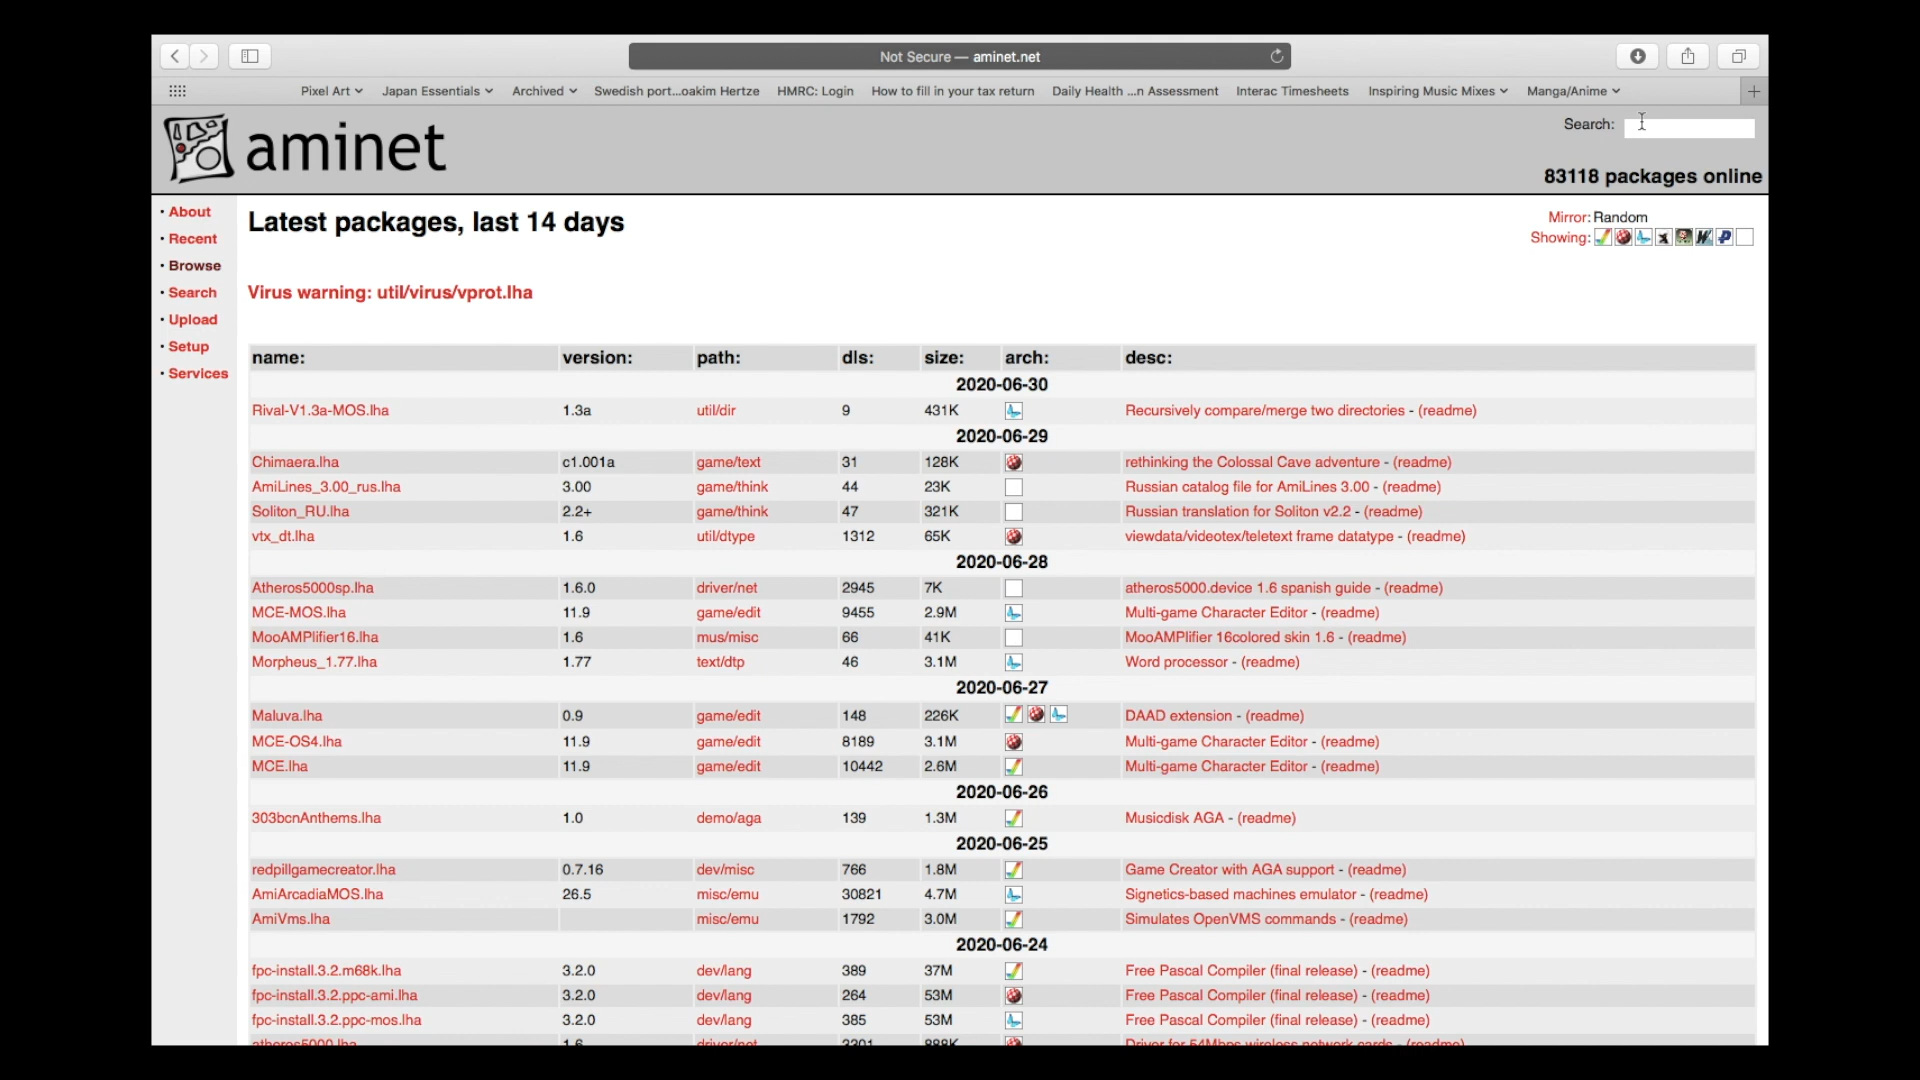 Not Secure — aminet.net
Pixel Art Japan Essentials Archived Swedish port...oakim Hertze HMRC: Login How to fill in your tax return Daily Health ...n Assessment Interac Timesheets Inspiring Music Mixes Manga/Anime
aminet
Search:
83118 packages online
· About
· Recent
· Browse
· Search
· Upload
· Setup
· Services
Latest packages, last 14 days
Mirror: Random
Showing:
Virus warning: util/virus/vprot.lha
name: version: path: dls: size: arch: desc:
2020-06-30
Rival-V1.3a-MOS.lha 1.3a util/dir 9 431K Recursively compare/merge two directories - (readme)
2020-06-29
Chimaera.lha c1.001a game/text 31 128K rethinking the Colossal Cave adventure - (readme)
AmiLines_3.00_rus.lha 3.00 game/think 44 23K Russian catalog file for AmiLines 3.00 - (readme)
Soliton_RU.lha 2.2+ game/think 47 321K Russian translation for Soliton v2.2 - (readme)
vtx_dt.lha 1.6 util/dtype 1312 65K viewdata/videotex/teletext frame datatype - (readme)
2020-06-28
Atheros5000sp.lha 1.6.0 driver/net 2945 7K atheros5000.device 1.6 spanish guide - (readme)
MCE-MOS.lha 11.9 game/edit 9455 2.9M Multi-game Character Editor - (readme)
MooAMPlifier16.lha 1.6 mus/misc 66 41K MooAMPlifier 16colored skin 1.6 - (readme)
Morpheus_1.77.lha 1.77 text/dtp 46 3.1M Word processor - (readme)
2020-06-27
Maluva.lha 0.9 game/edit 148 226K DAAD extension - (readme)
MCE-OS4.lha 11.9 game/edit 8189 3.1M Multi-game Character Editor - (readme)
MCE.lha 11.9 game/edit 10442 2.6M Multi-game Character Editor - (readme)
2020-06-26
303bcnAnthems.lha 1.0 demo/aga 139 1.3M Musicdisk AGA - (readme)
2020-06-25
redpillgamecreator.lha 0.7.16 dev/misc 766 1.8M Game Creator with AGA support - (readme)
AmiArcadiaMOS.lha 26.5 misc/emu 30821 4.7M Signetics-based machines emulator - (readme)
AmiVms.lha misc/emu 1792 3.0M Simulates OpenVMS commands - (readme)
2020-06-24
fpc-install.3.2.m68k.lha 3.2.0 dev/lang 389 37M Free Pascal Compiler (final release) - (readme)
fpc-install.3.2.ppc-ami.lha 3.2.0 dev/lang 264 53M Free Pascal Compiler (final release) - (readme)
fpc-install.3.2.ppc-mos.lha 3.2.0 dev/lang 385 53M Free Pascal Compiler (final release) - (readme)
atheros5000.lha 1.6 driver/net 3301 888K Driver for 54Mbps wireless network cards - (readme)